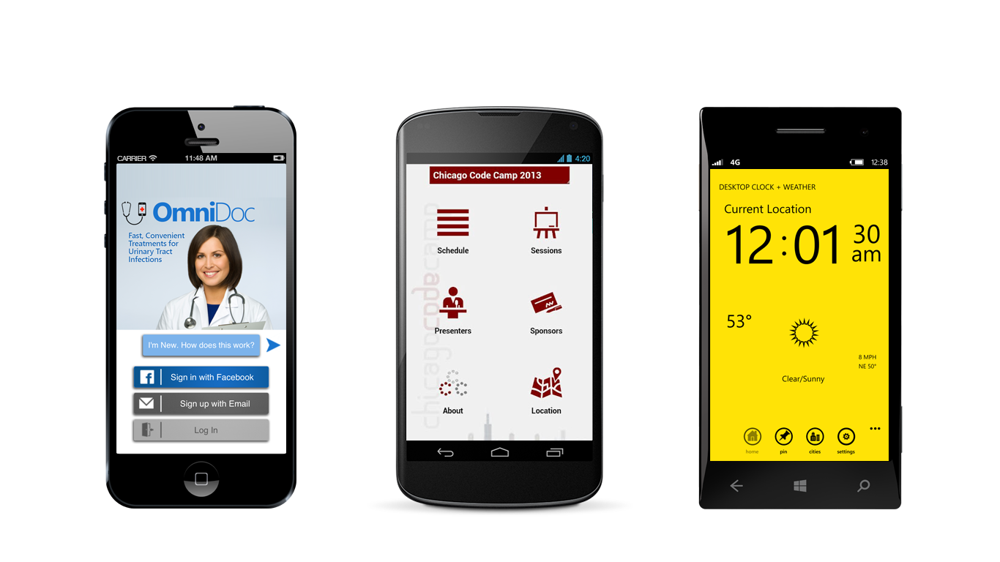 CARRIER 11:48 AM
OmniDoc
Fast, Convenient
Treatments for
Urinary Tract
Infections
I'm New. How does this work?
Sign in with Facebook
Sign up with Email
Log In
4:20
Chicago Code Camp 2013
chicagocodecamp
Schedule
Sessions
Presenters
Sponsors
About
Location
4G 12:38
DESKTOP CLOCK + WEATHER
Current Location
12:01 30 am
53°
8 MPH
NE 50°
Clear/Sunny
home
pin
cities
settings